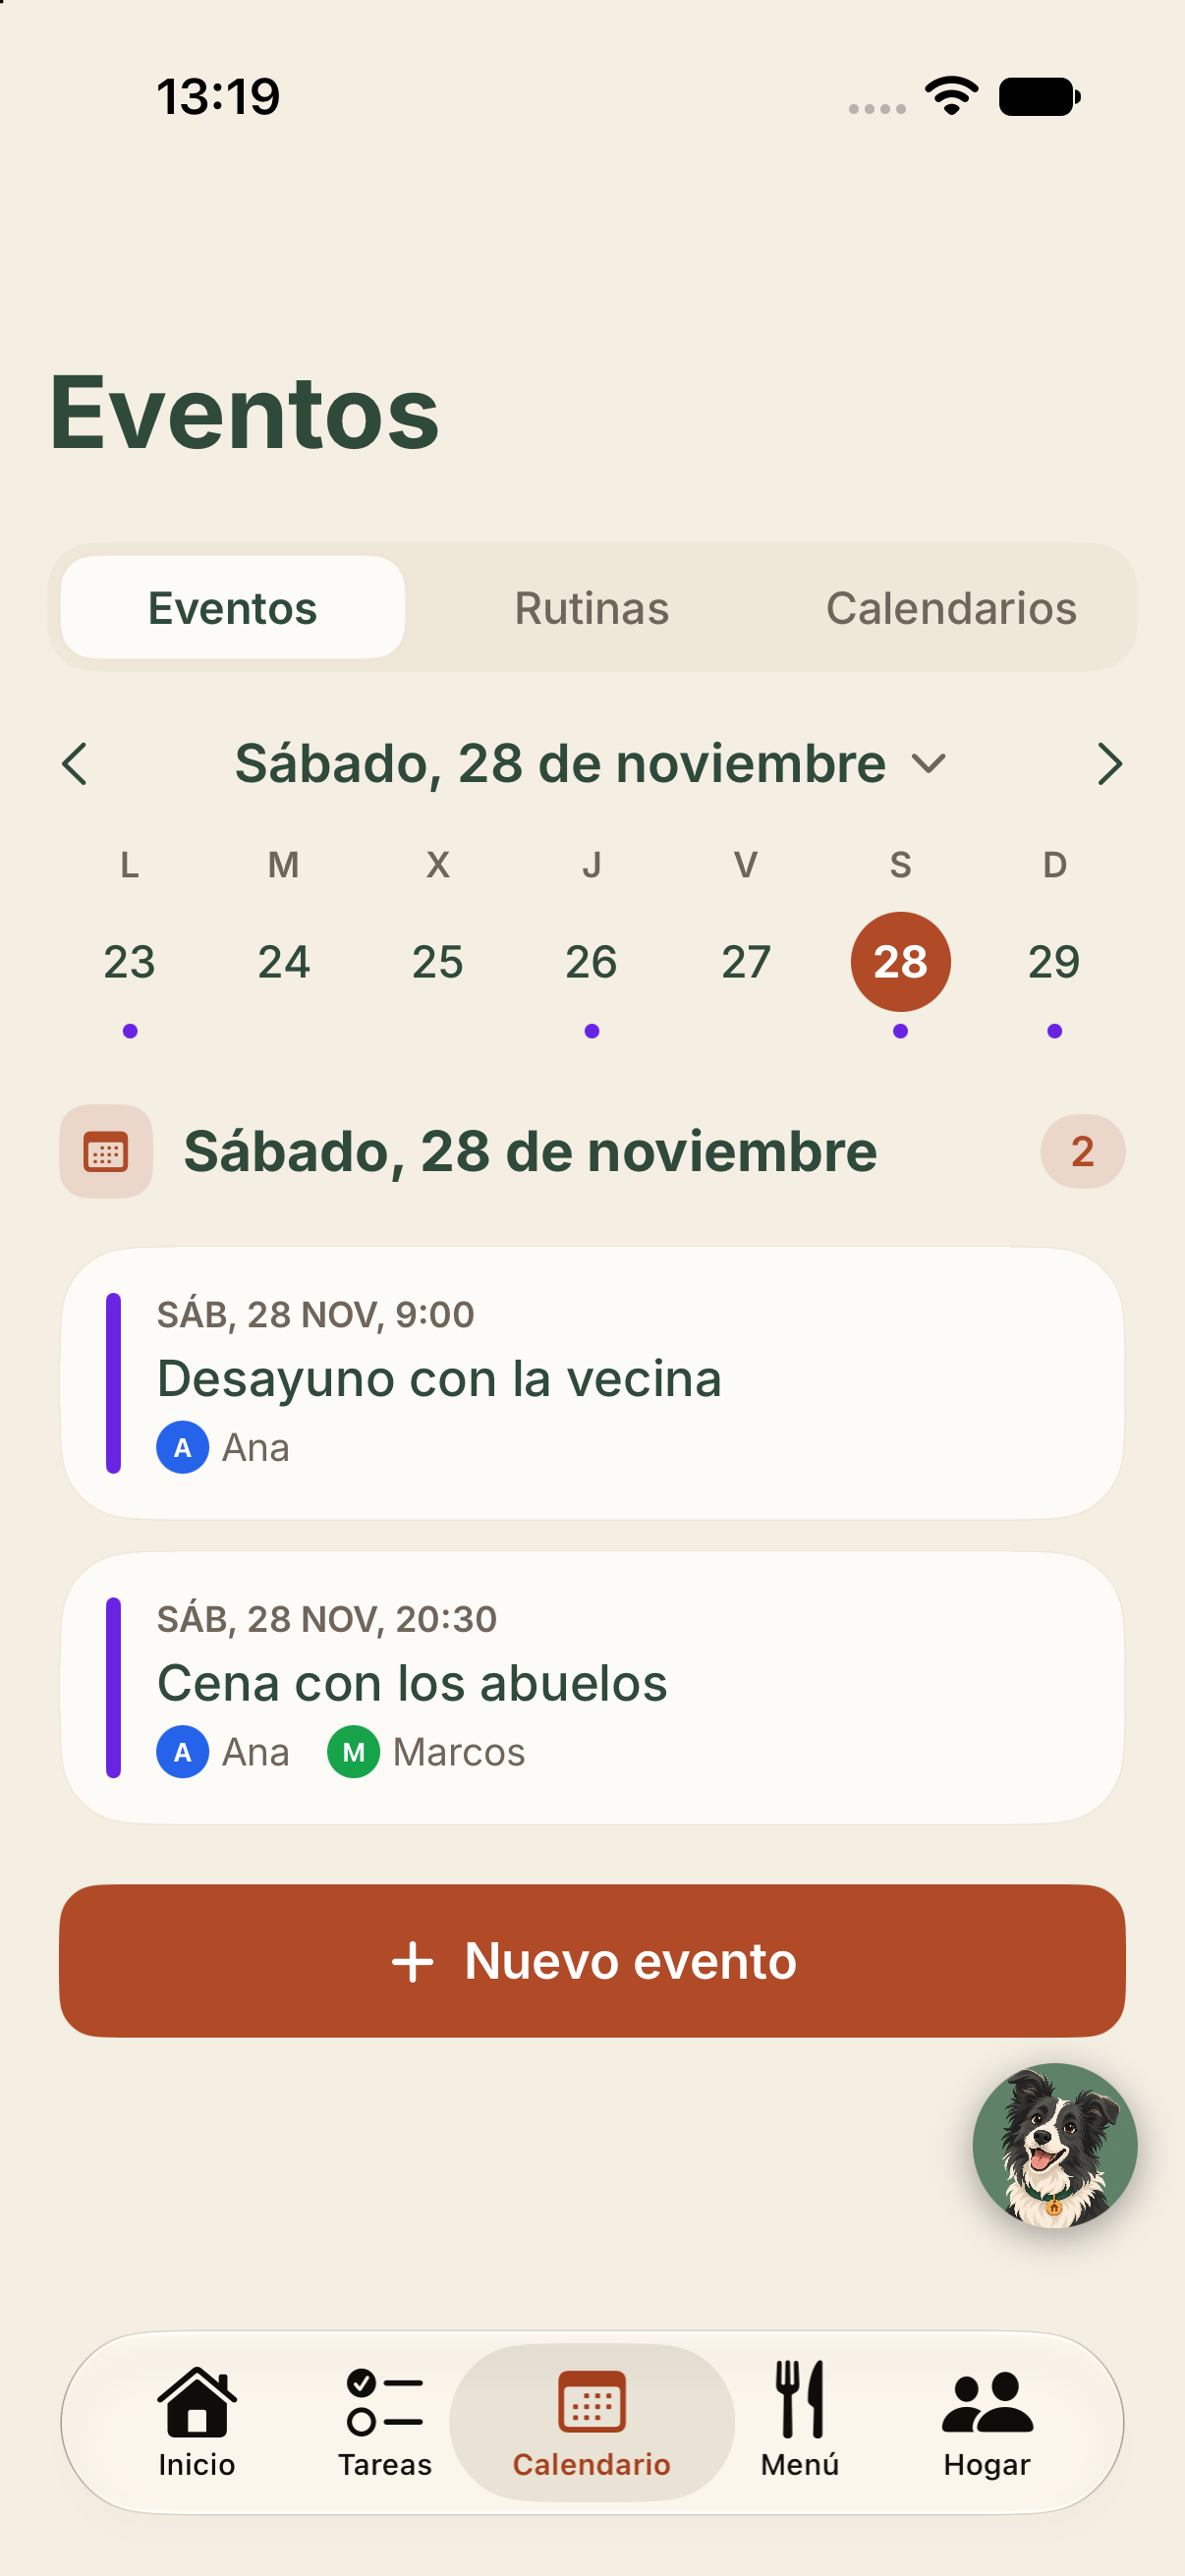 13:19
Eventos
Eventos Rutinas Calendarios
Sábado, 28 de noviembre
L M X J V S D
23 24 25 26 27 28 29
Sábado, 28 de noviembre 2
SÁB, 28 NOV, 9:00
Desayuno con la vecina
A Ana
SÁB, 28 NOV, 20:30
Cena con los abuelos
A Ana M Marcos
+ Nuevo evento
Inicio Tareas Calendario Menú Hogar